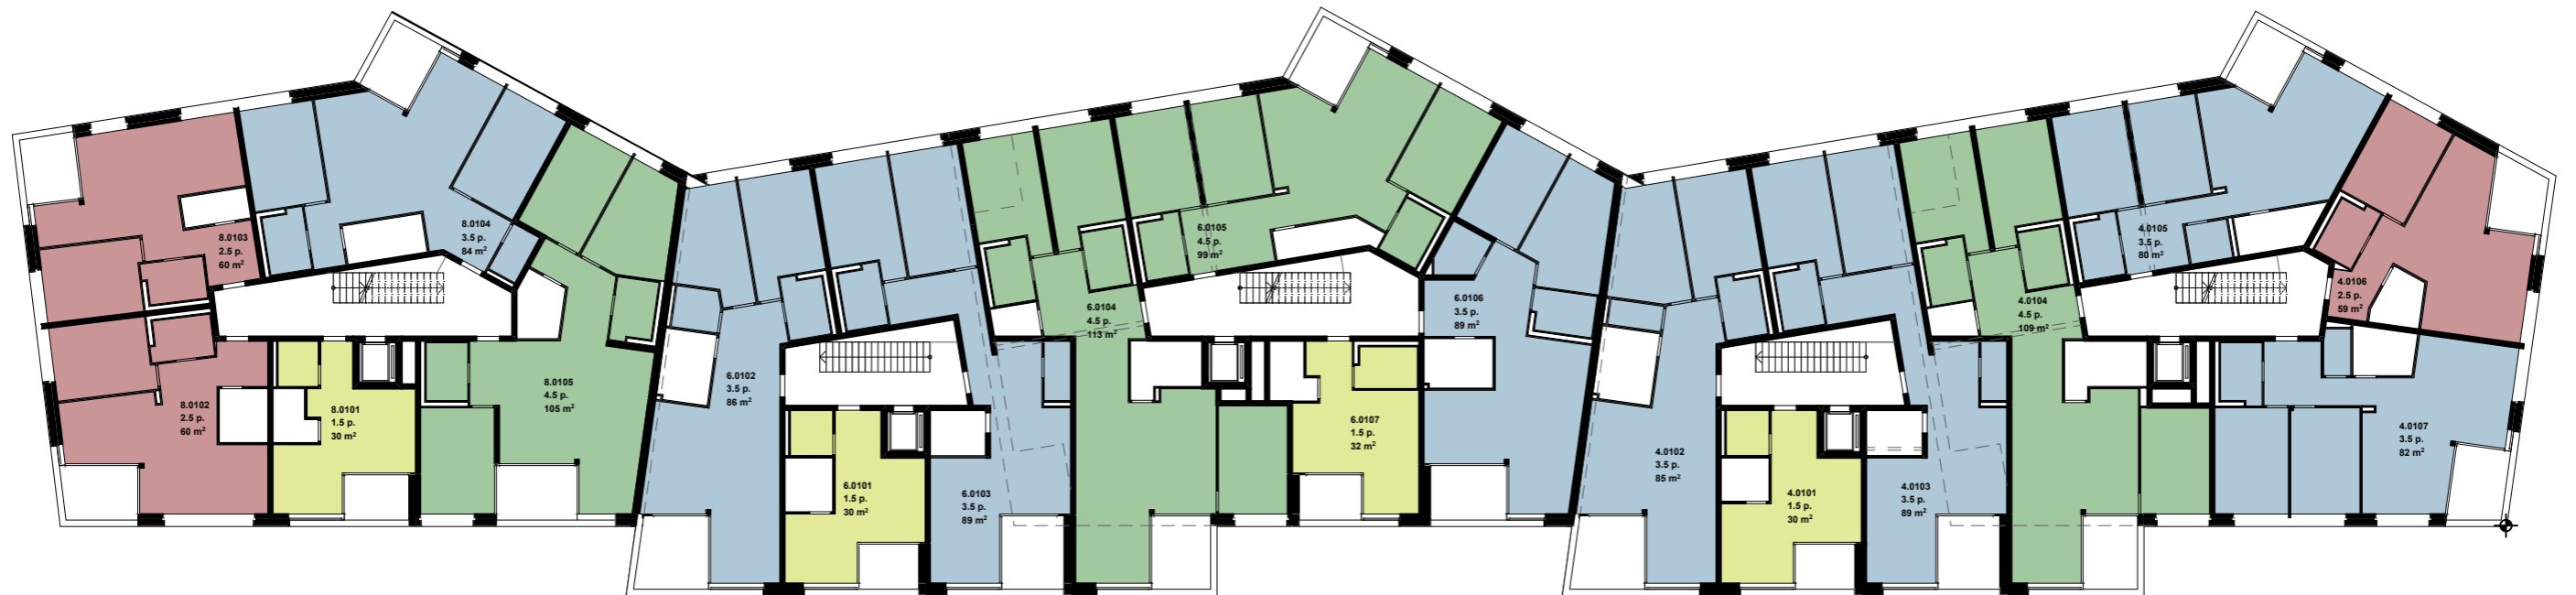 8.0103
2.5 p.
60 m²
8.0104
3.5 p.
84 m²
8.0102
2.5 p.
60 m²
8.0101
1.5 p.
30 m²
8.0105
4.5 p.
105 m²
6.0102
3.5 p.
86 m²
6.0101
1.5 p.
30 m²
6.0103
3.5 p.
89 m²
6.0104
4.5 p.
113 m²
6.0105
4.5 p.
99 m²
6.0107
1.5 p.
32 m²
6.0106
3.5 p.
89 m²
4.0102
3.5 p.
85 m²
4.0101
1.5 p.
30 m²
4.0103
3.5 p.
89 m²
4.0104
4.5 p.
109 m²
4.0105
3.5 p.
80 m²
4.0106
2.5 p.
59 m²
4.0107
3.5 p.
82 m²